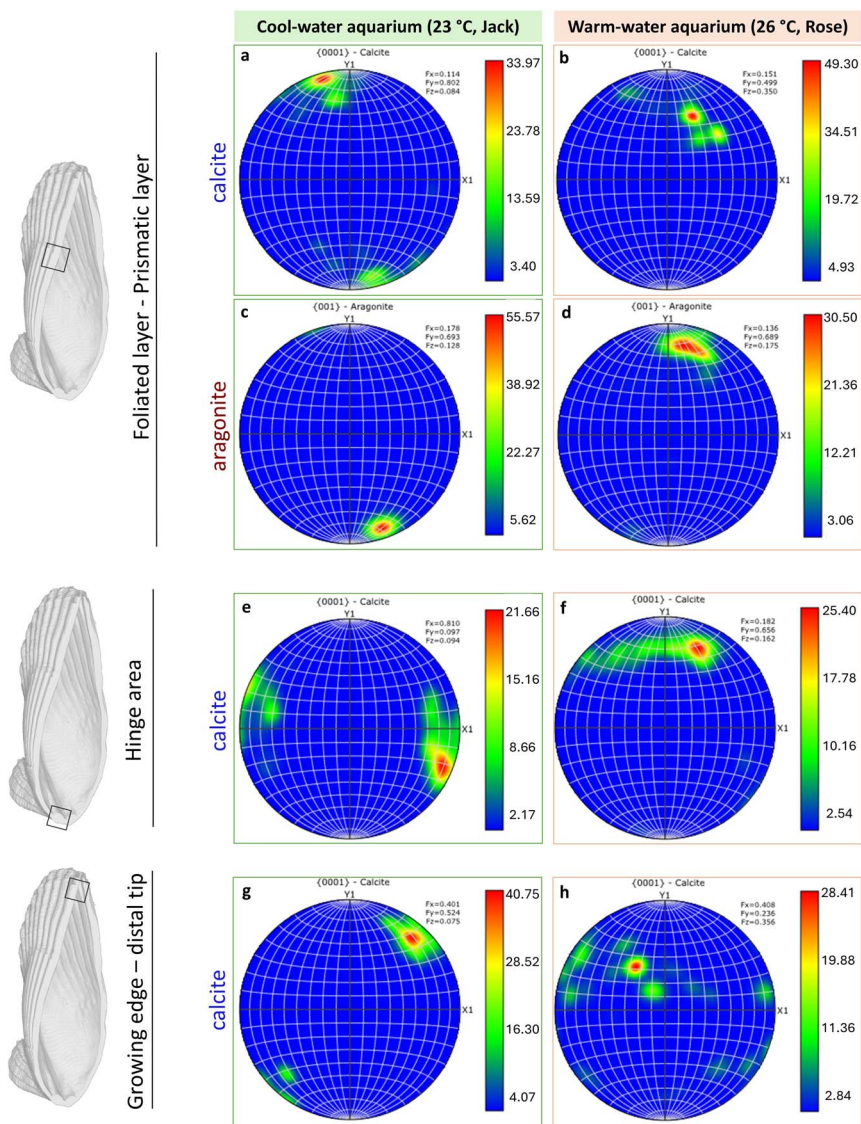 Cool-water aquarium (23 °C, Jack)
Warm-water aquarium (26 °C, Rose)
Foliated layer - Prismatic layer
calcite
a
{0001} - Calcite
Y1
Fx=0.114
Fy=0.802
Fz=0.084
X1
33.97
23.78
13.59
3.40
b
{0001} - Calcite
Y1
Fx=0.151
Fy=0.499
Fz=0.350
X1
49.30
34.51
19.72
4.93
aragonite
c
{001} - Aragonite
Y1
Fx=0.178
Fy=0.693
Fz=0.128
X1
55.57
38.92
22.27
5.62
d
{001} - Aragonite
Y1
Fx=0.136
Fy=0.689
Fz=0.175
X1
30.50
21.36
12.21
3.06
Hinge area
calcite
e
{0001} - Calcite
Y1
Fx=0.810
Fy=0.097
Fz=0.094
X1
21.66
15.16
8.66
2.17
f
{0001} - Calcite
Y1
Fx=0.182
Fy=0.656
Fz=0.162
X1
25.40
17.78
10.16
2.54
Growing edge – distal tip
calcite
g
{0001} - Calcite
Y1
Fx=0.401
Fy=0.524
Fz=0.075
X1
40.75
28.52
16.30
4.07
h
{0001} - Calcite
Y1
Fx=0.408
Fy=0.236
Fz=0.356
X1
28.41
19.88
11.36
2.84